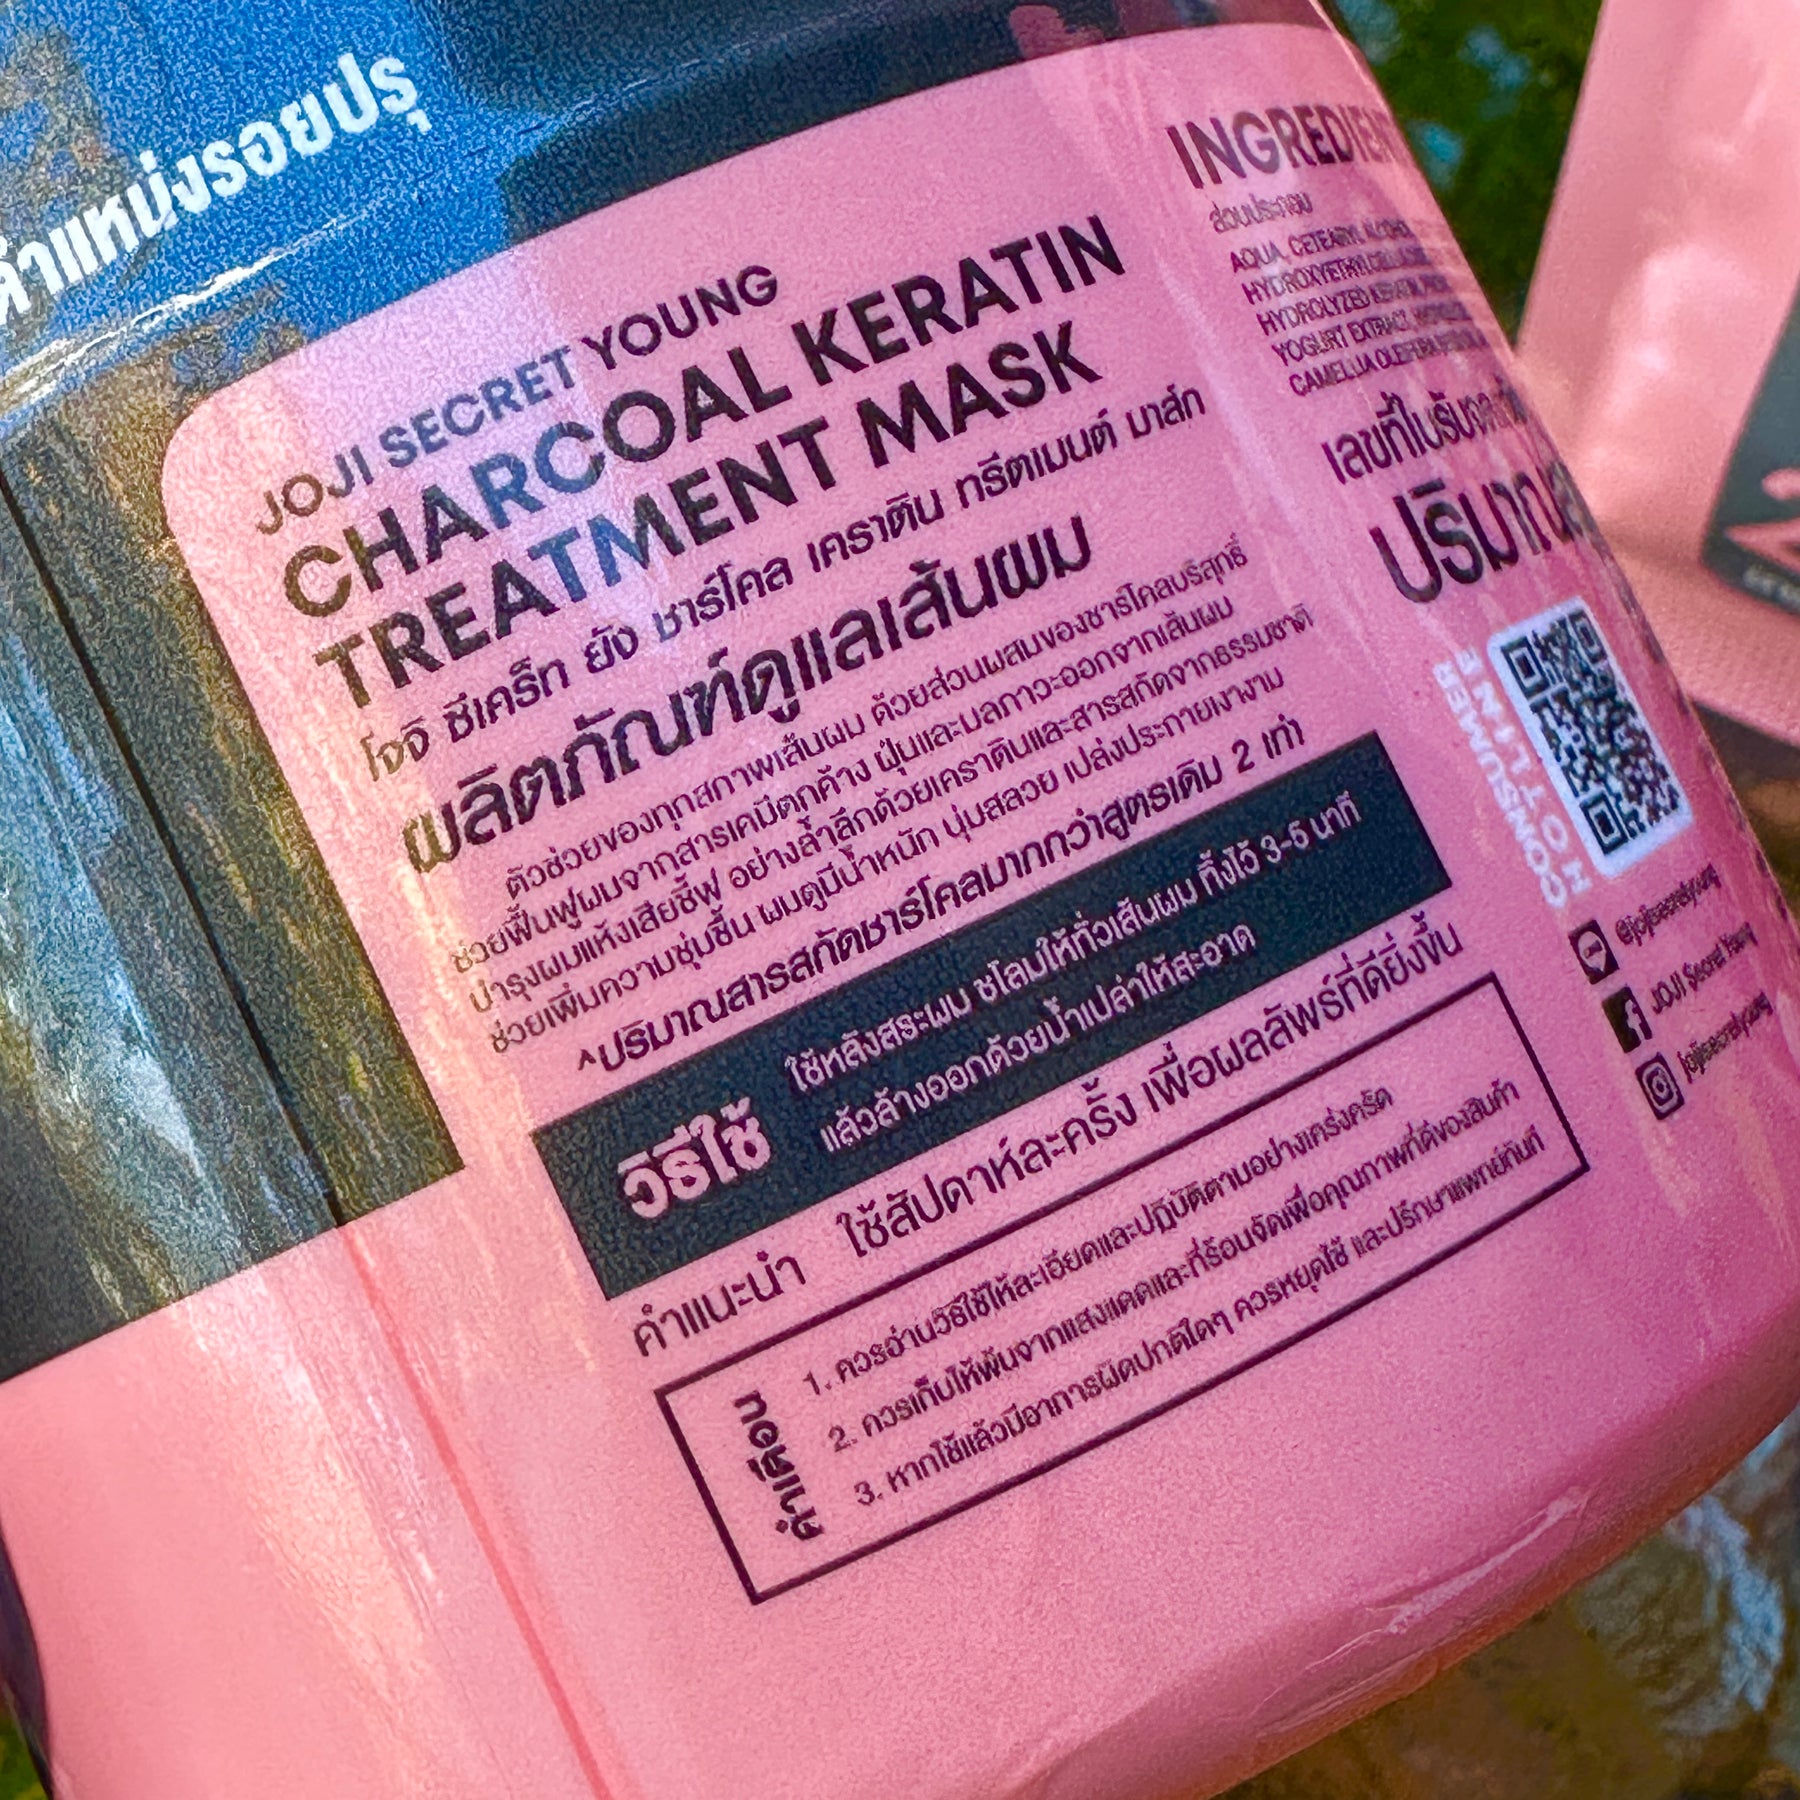 ตำแหน่งรอยปรุ
JOJI SECRET YOUNG
CHARCOAL KERATIN
TREATMENT MASK
โจจิ ซีเคร็ท ยัง ชาร์โคล เคราติน ทรีตเมนต์ มาส์ก
ผลิตภัณฑ์ดูแลเส้นผม
ตัวช่วยของทุกสภาพเส้นผม ด้วยส่วนผสมของชาร์โคลบริสุทธิ์
ช่วยฟื้นฟูผมจากสารเคมีตกค้าง ฝุ่นและมลภาวะออกจากเส้นผม
บำรุงผมแห้งเสียชี้ฟู อย่างล้ำลึกด้วยเคราตินและสารสกัดจากธรรมชาติ
ช่วยเพิ่มความชุ่มชื้น ผมดูมีน้ำหนัก นุ่มสลวย เปล่งประกายเงางาม
^ปริมาณสารสกัดชาร์โคลมากกว่าสูตรเดิม 2 เท่า
วิธีใช้
ใช้หลังสระผม ชโลมให้ทั่วเส้นผม ทิ้งไว้ 3-5 นาที
แล้วล้างออกด้วยน้ำเปล่าให้สะอาด
คำแนะนำ ใช้สัปดาห์ละครั้ง เพื่อผลลัพธ์ที่ดียิ่งขึ้น
คำเตือน
1. ควรอ่านวิธีใช้ให้ละเอียดและปฏิบัติตามอย่างเคร่งครัด
2. ควรเก็บให้พ้นจากแสงแดดและที่ร้อนจัดเพื่อคุณภาพที่ดีของสินค้า
3. หากใช้แล้วมีอาการผิดปกติใดๆ ควรหยุดใช้ และปรึกษาแพทย์ทันที
ส่วนประกอบ
AQUA, CETEARYL ALCOHOL
HYDROLYZED KERATIN,
YOGURT EXTRACT,
CAMELLIA OLEIFERA
เลขที่ใบรับ
ปริมาณ
CONSUMER
HOTLINE
@jojisecretyoung
JOJI Secret Young
jojisecretyoung
2